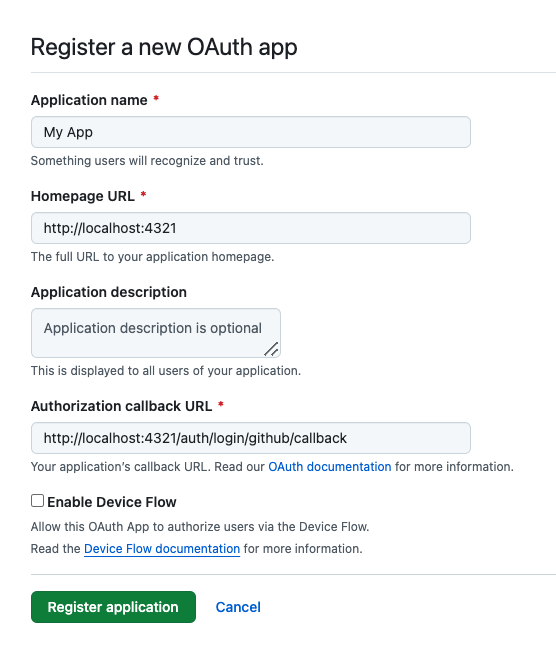 Register a new OAuth app
Application name *
My App
Something users will recognize and trust.
Homepage URL *
http://localhost:4321
The full URL to your application homepage.
Application description
Application description is optional
This is displayed to all users of your application.
Authorization callback URL *
http://localhost:4321/auth/login/github/callback
Your application’s callback URL. Read our OAuth documentation for more information.
Enable Device Flow
Allow this OAuth App to authorize users via the Device Flow.
Read the Device Flow documentation for more information.
Register application Cancel